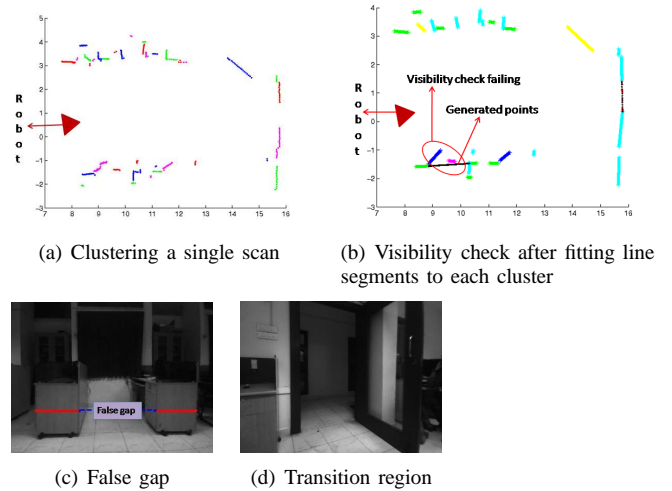 5
4
3
2
1
0
−1
−2
−3
7 8 9 10 11 12 13 14 15 16
Robot
(a) Clustering a single scan
4
3
2
1
0
−1
−2
−3
7 8 9 10 11 12 13 14 15 16
Robot
Visibility check failing
Generated points
(b) Visibility check after fitting line
segments to each cluster
False gap
(c) False gap
(d) Transition region